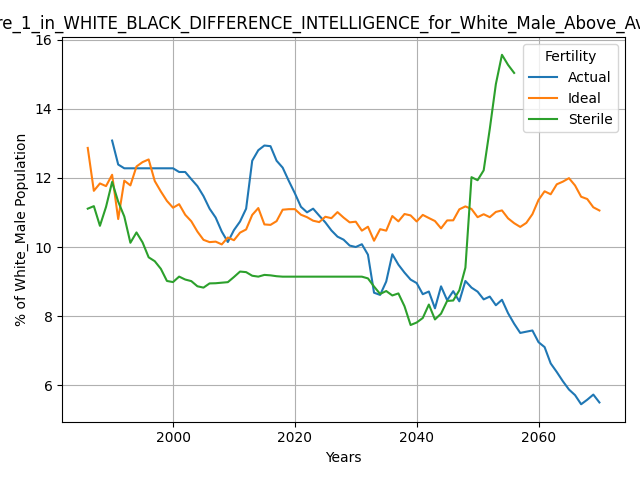 re_1_in_WHITE_BLACK_DIFFERENCE_INTELLIGENCE_for_White_Male_Above_Av
Fertility
Actual
Ideal
Sterile
% of White_Male Population
16
14
12
10
8
6
2000 2020 2040 2060
Years